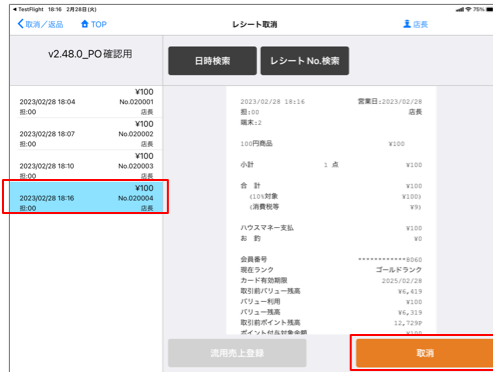 ◀ TestFlight 18:16 2月28日(火) 75%
取消／返品 TOP レシート取消 店長
v2.48.0_PO確認用
日時検索 レシートNo.検索
¥100
2023/02/28 18:04 No.020001
担:00 店長
¥100
2023/02/28 18:07 No.020002
担:00 店長
¥100
2023/02/28 18:10 No.020003
担:00 店長
¥100
2023/02/28 18:16 No.020004
担:00 店長
2023/02/28 18:16 営業日:2023/02/28
担:00 店長
端末:2
100円商品 ¥100
小計 1 点 ¥100
合 計 ¥100
(10%対象 ¥100)
(消費税等 ¥9)
ハウスマネー支払 ¥100
お 釣 ¥0
会員番号 ************8060
現在ランク ゴールドランク
カード有効期限 2025/02/28
取引前バリュー残高 ¥6,419
バリュー利用 ¥100
バリュー残高 ¥6,319
取引前ポイント残高 12,729P
ポイント付与対象金額 ¥100
流用売上登録 取消